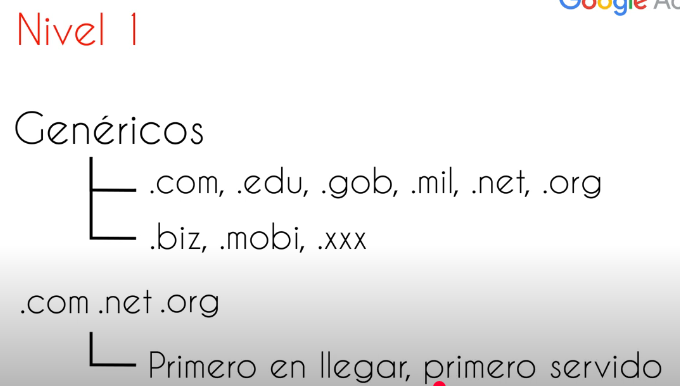 Google
Nivel 1
Genéricos
.com, .edu, .gob, .mil, .net, .org
.biz, .mobi, .xxx
.com .net .org
Primero en llegar, primero servido